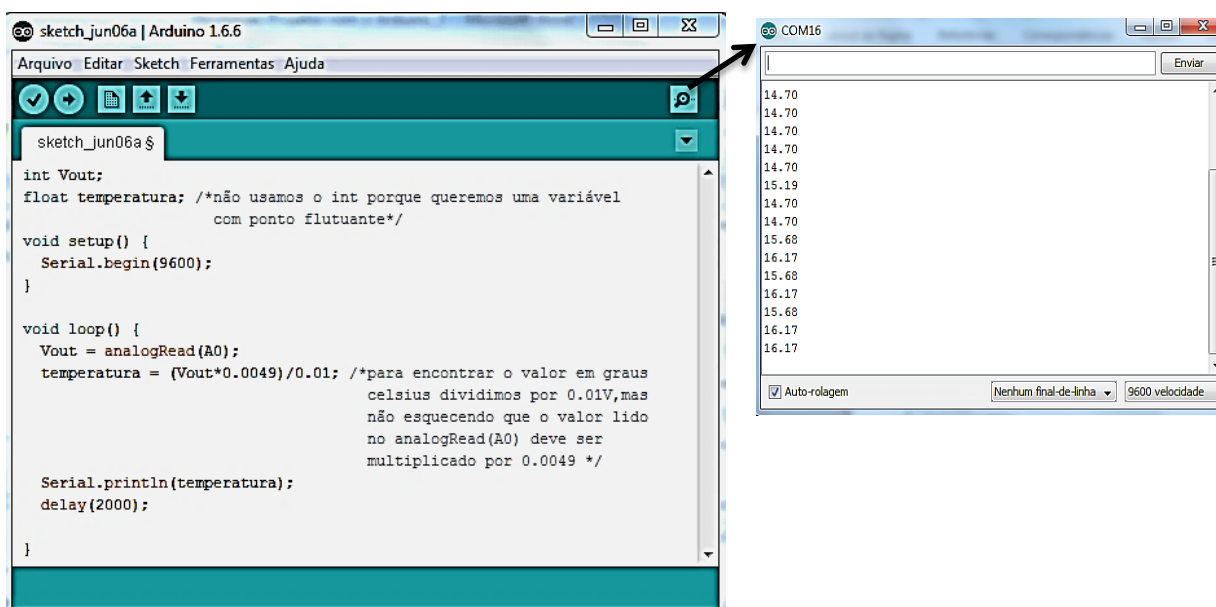 sketch_jun06a | Arduino 1.6.6
Arquivo Editar Sketch Ferramentas Ajuda
sketch_jun06a §
int Vout;
float temperatura; /*não usamos o int porque queremos uma variável
com ponto flutuante*/
void setup() {
Serial.begin(9600);
}
void loop() {
Vout = analogRead(A0);
temperatura = (Vout*0.0049)/0.01; /*para encontrar o valor em graus
celsius dividimos por 0.01V,mas
não esquecendo que o valor lido
no analogRead(A0) deve ser
multiplicado por 0.0049 */
Serial.println(temperatura);
delay(2000);
}
COM16
Enviar
14.70
14.70
14.70
14.70
14.70
15.19
14.70
14.70
15.68
16.17
15.68
16.17
15.68
16.17
16.17
Auto-rolagem
Nenhum final-de-linha
9600 velocidade